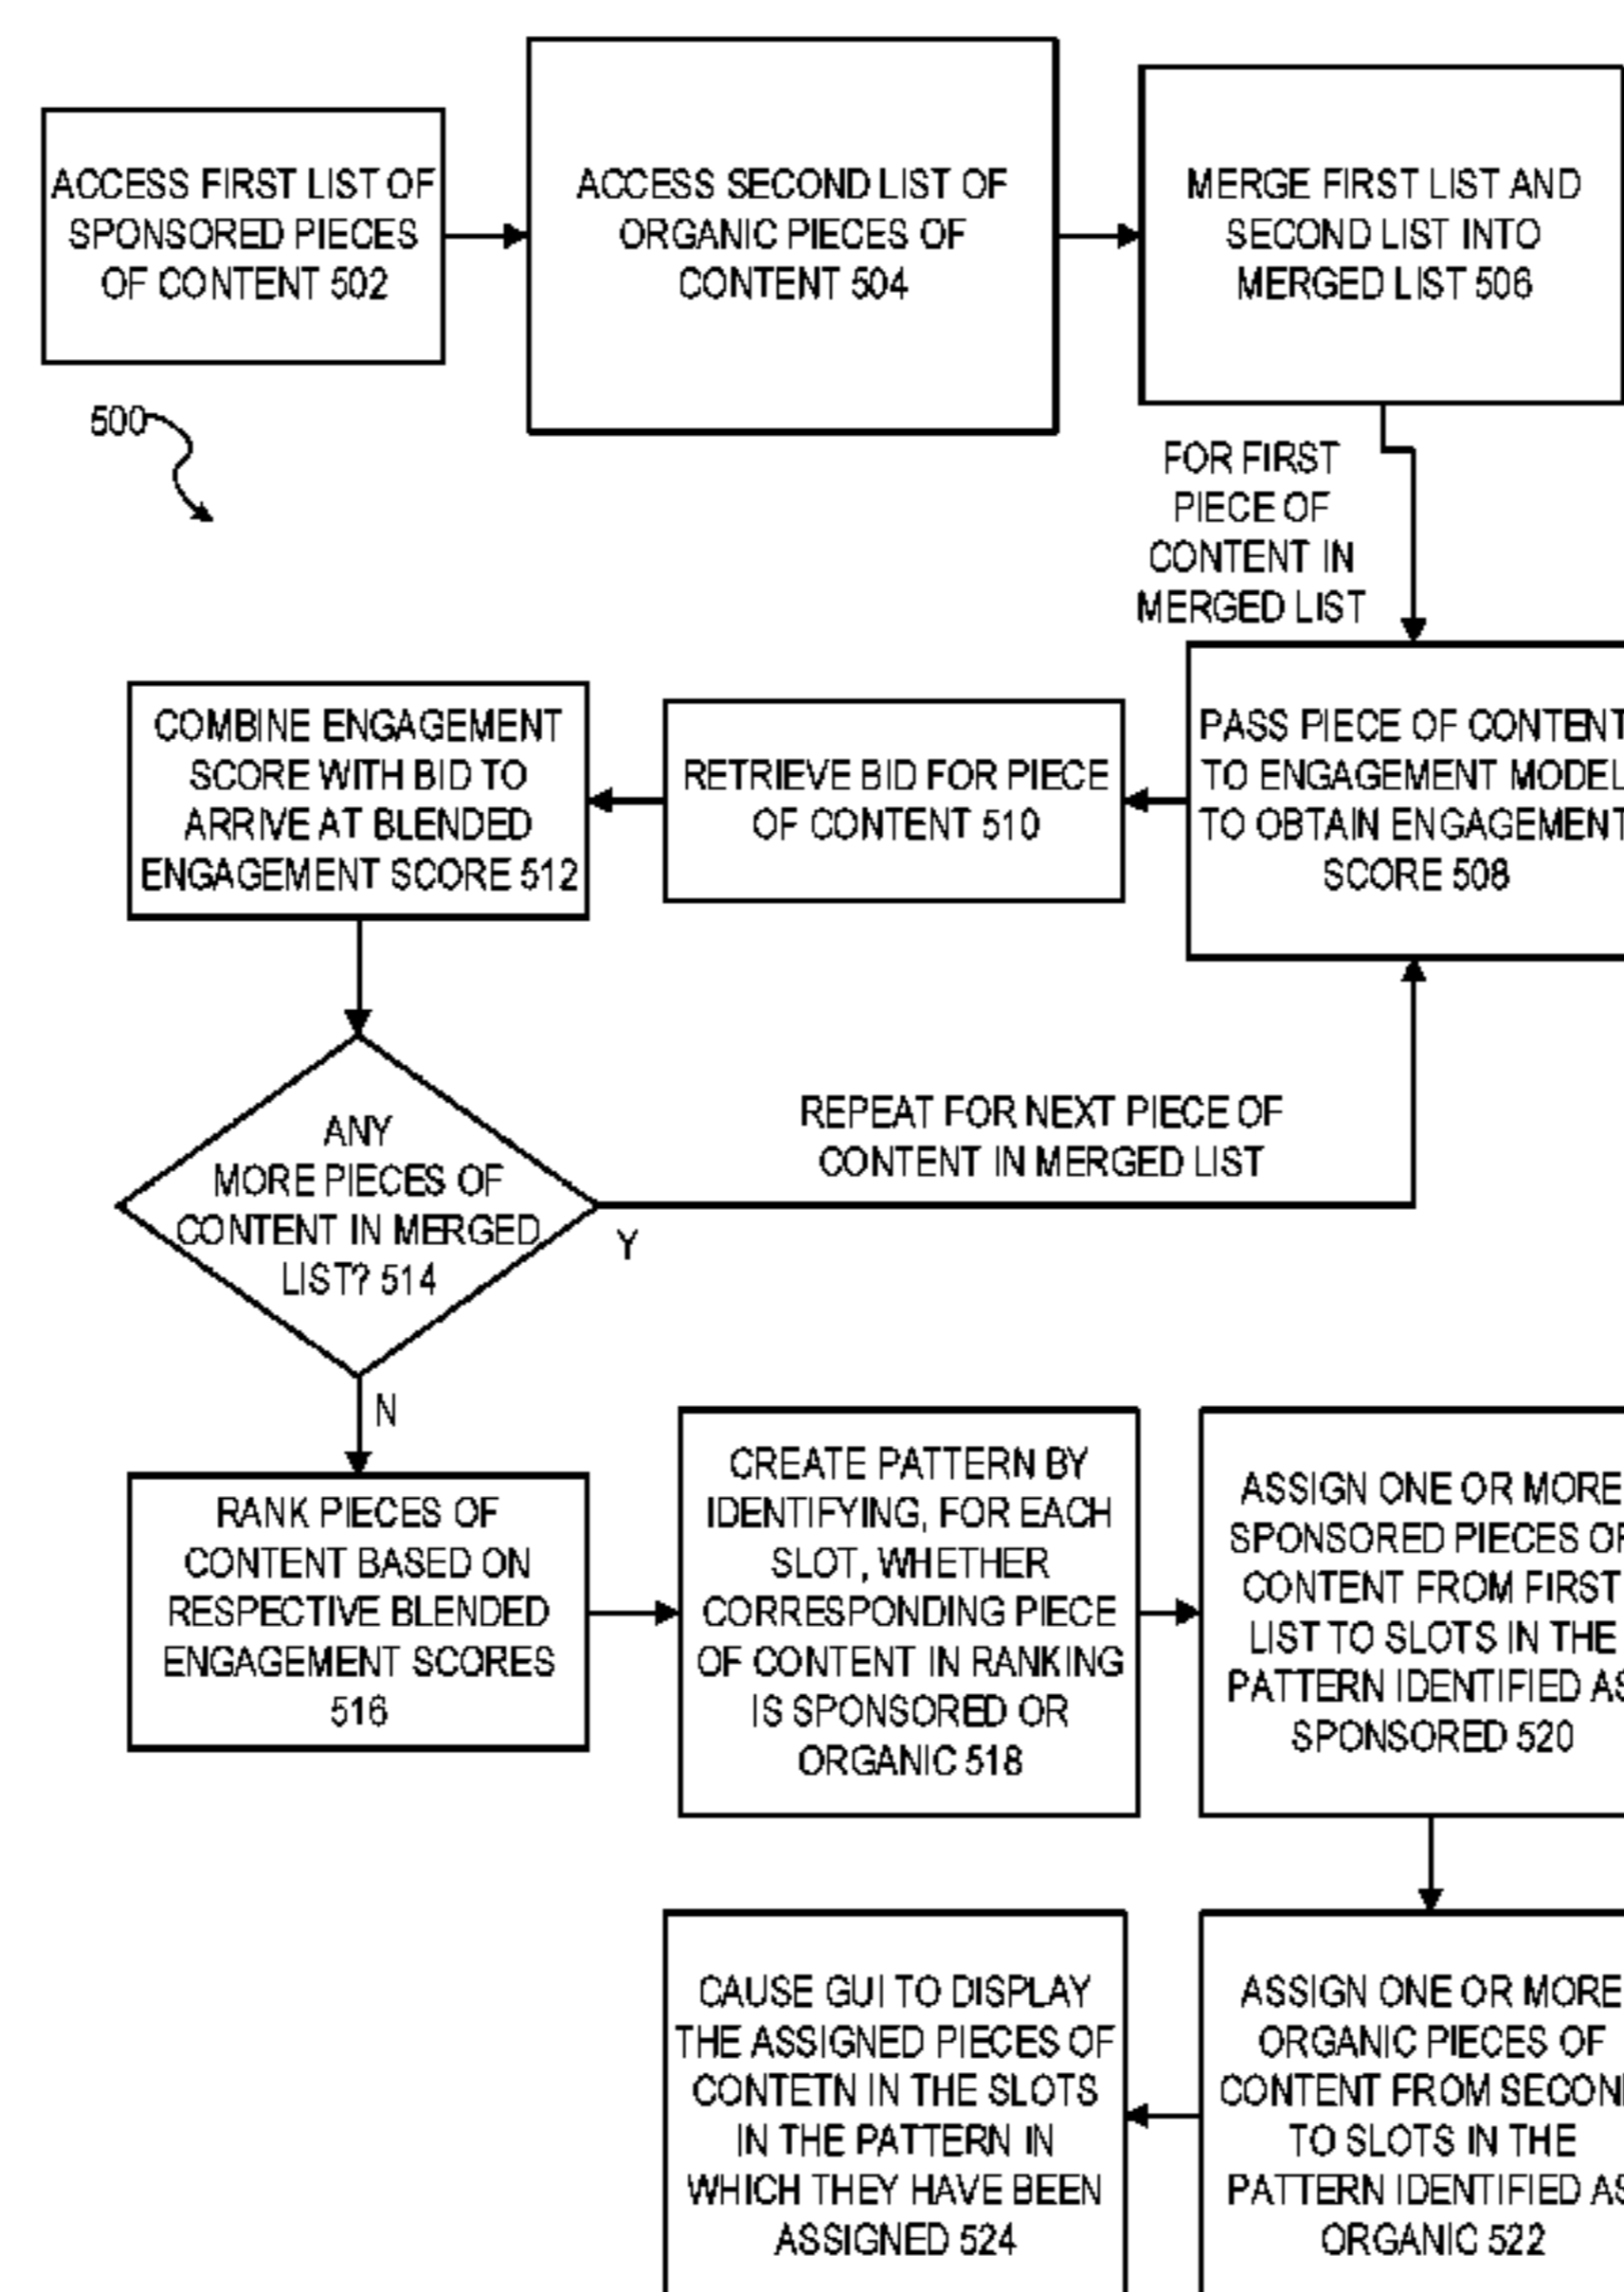 ACCESS FIRST LIST OF
SPONSORED PIECES
OF CONTENT 502
ACCESS SECOND LIST OF
ORGANIC PIECES OF
CONTENT 504
MERGE FIRST LIST AND
SECOND LIST INTO
MERGED LIST 506
500
FOR FIRST
PIECE OF
CONTENT IN
MERGED LIST
PASS PIECE OF CONTENT
TO ENGAGEMENT MODEL
TO OBTAIN ENGAGEMENT
SCORE 508
RETRIEVE BID FOR PIECE
OF CONTENT 510
COMBINE ENGAGEMENT
SCORE WITH BID TO
ARRIVE AT BLENDED
ENGAGEMENT SCORE 512
ANY
MORE PIECES OF
CONTENT IN MERGED
LIST? 514
Y
REPEAT FOR NEXT PIECE OF
CONTENT IN MERGED LIST
N
RANK PIECES OF
CONTENT BASED ON
RESPECTIVE BLENDED
ENGAGEMENT SCORES
516
CREATE PATTERN BY
IDENTIFYING, FOR EACH
SLOT, WHETHER
CORRESPONDING PIECE
OF CONTENT IN RANKING
IS SPONSORED OR
ORGANIC 518
ASSIGN ONE OR MORE
SPONSORED PIECES OF
CONTENT FROM FIRST
LIST TO SLOTS IN THE
PATTERN IDENTIFIED AS
SPONSORED 520
ASSIGN ONE OR MORE
ORGANIC PIECES OF
CONTENT FROM SECOND
TO SLOTS IN THE
PATTERN IDENTIFIED AS
ORGANIC 522
CAUSE GUI TO DISPLAY
THE ASSIGNED PIECES OF
CONTETN IN THE SLOTS
IN THE PATTERN IN
WHICH THEY HAVE BEEN
ASSIGNED 524